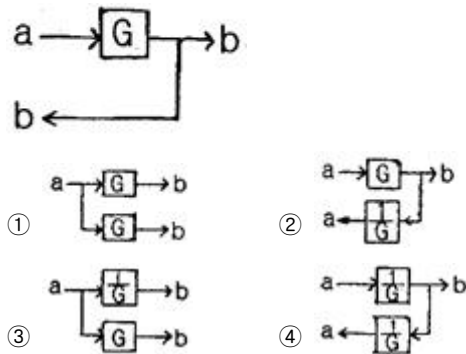 a G b
b
a G b
G b
①
a G b
a 1/G
②
a 1/G b
G b
③
a 1/G b
a 1/G
④